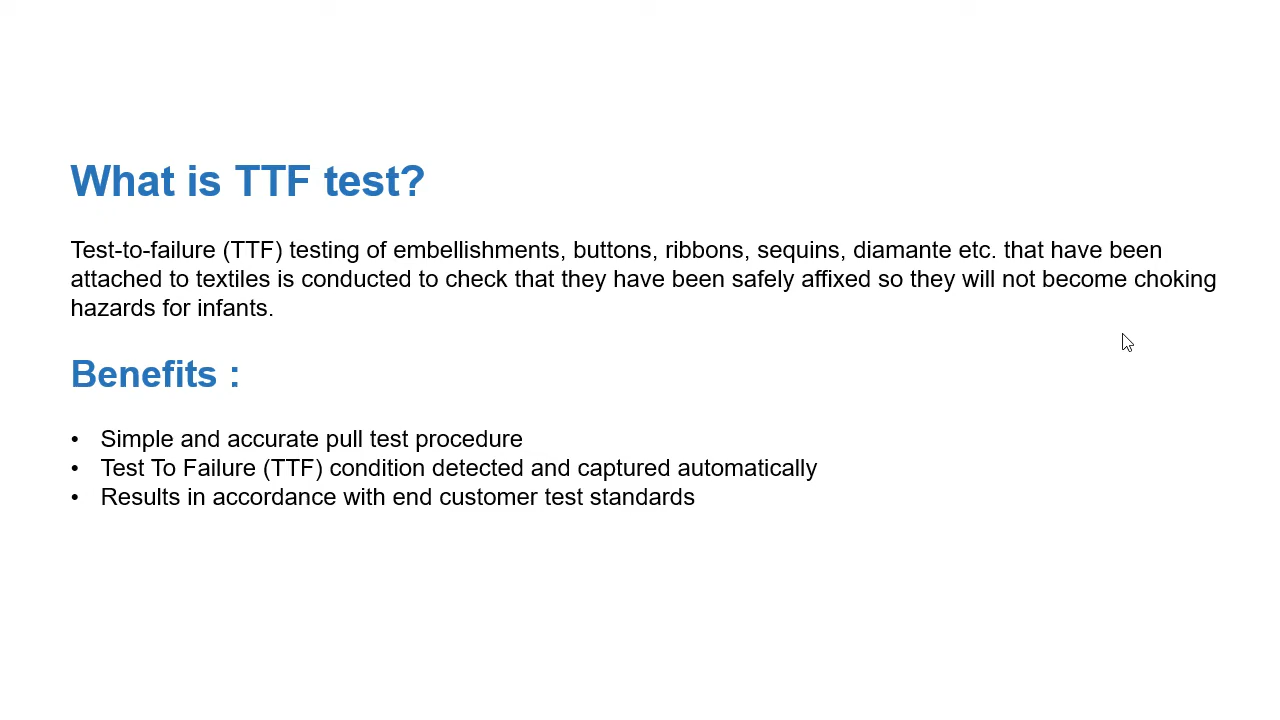 What is TTF test?
Test-to-failure (TTF) testing of embellishments, buttons, ribbons, sequins, diamante etc. that have been
attached to textiles is conducted to check that they have been safely affixed so they will not become choking
hazards for infants.
Benefits :
• Simple and accurate pull test procedure
• Test To Failure (TTF) condition detected and captured automatically
• Results in accordance with end customer test standards